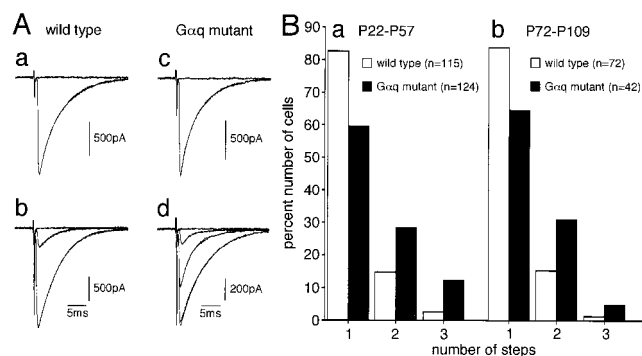 A
wild type
Gαq mutant
a
c
500pA
500pA
b
d
500pA
200pA
5ms
5ms
B
a
P22-P57
b
P72-P109
wild type (n=115)
Gαq mutant (n=124)
wild type (n=72)
Gαq mutant (n=42)
percent number of cells
90
80
70
60
50
40
30
20
10
0
1
2
3
1
2
3
number of steps